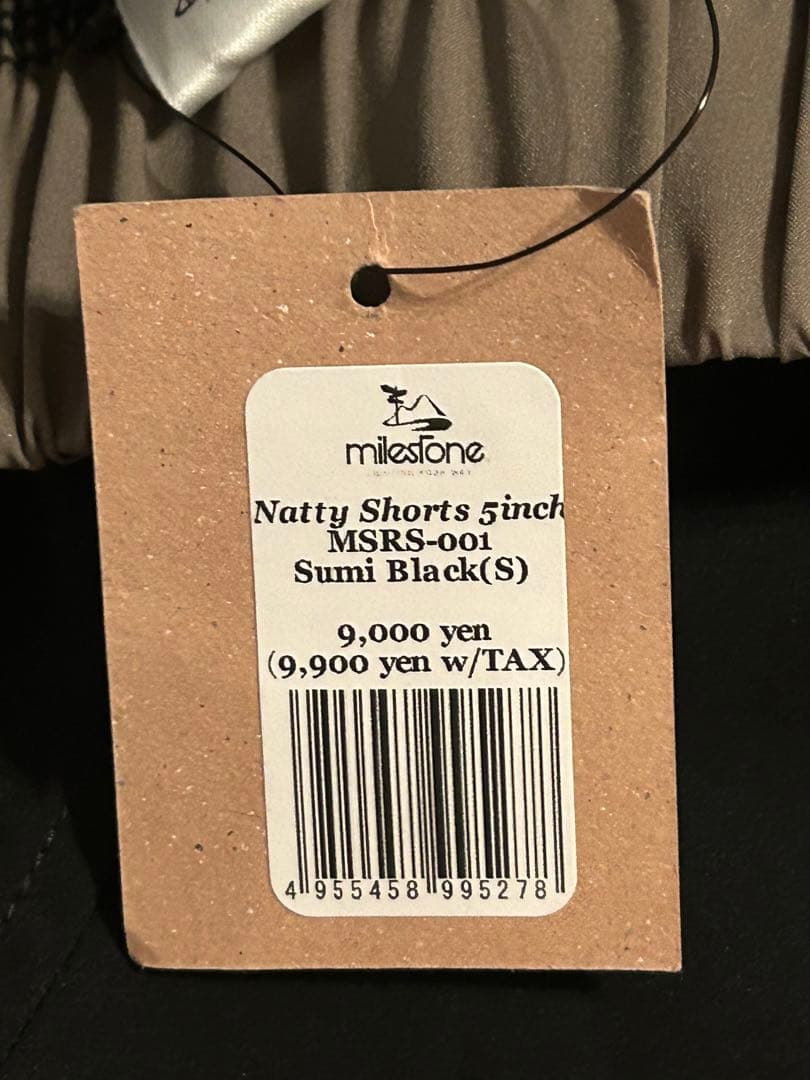 milestone
Natty Shorts 5inch
MSRS-001
Sumi Black(S)
9,000 yen
(9,900 yen w/TAX)
4 955458 995278